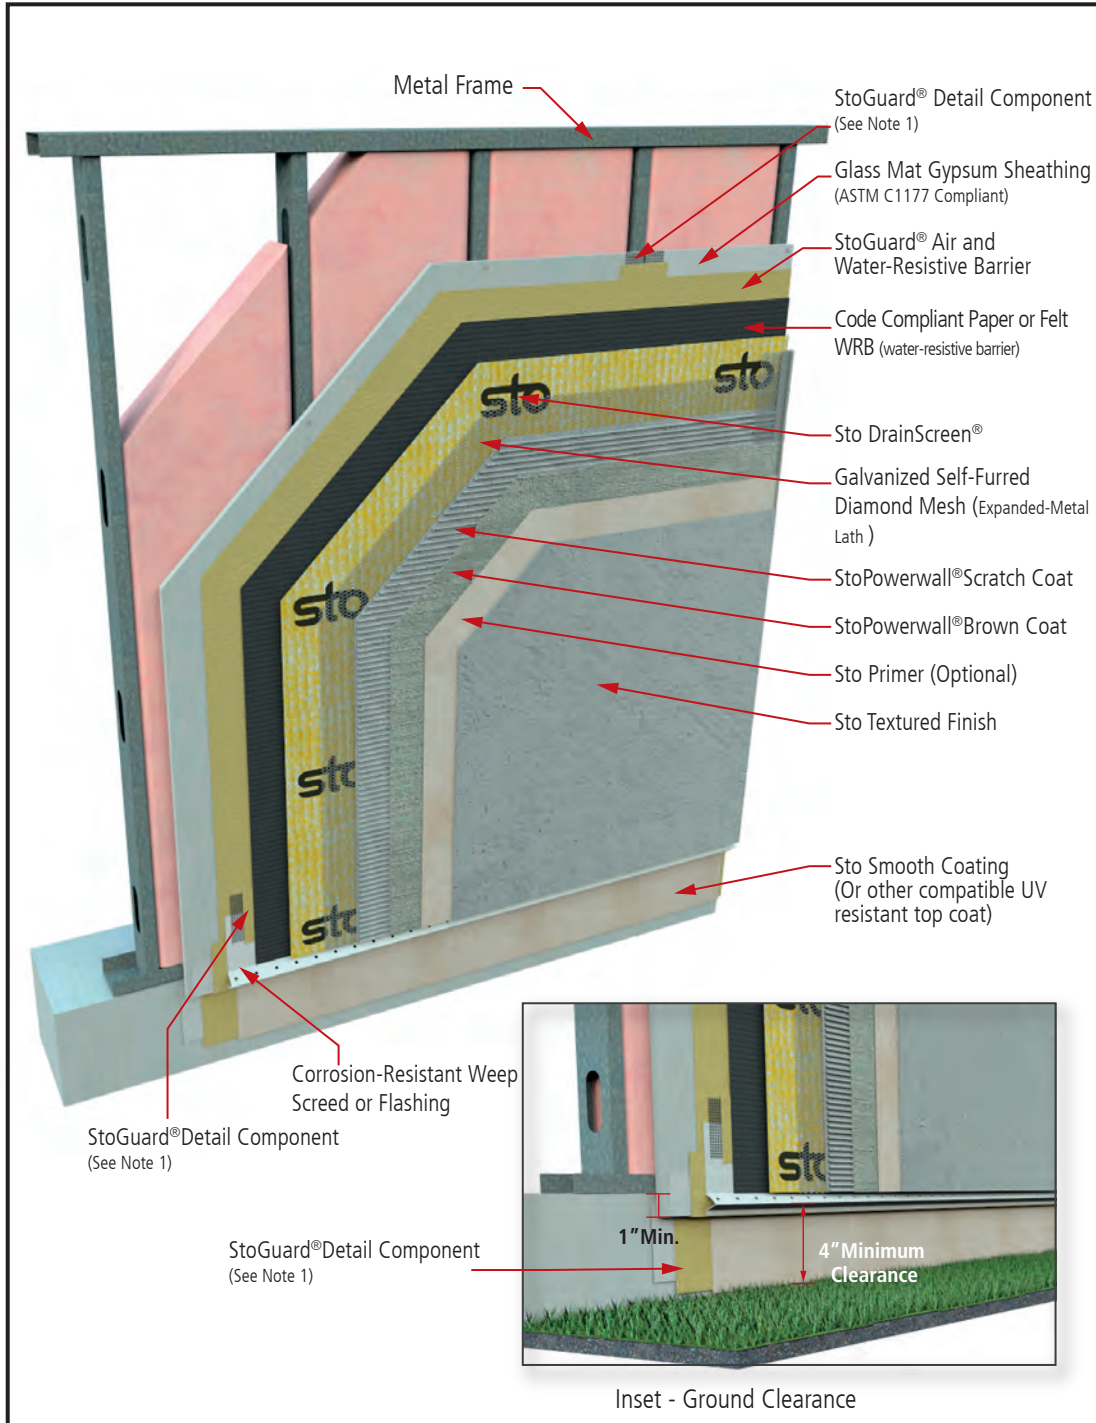 Metal Frame
StoGuard® Detail Component
(See Note 1)
Glass Mat Gypsum Sheathing
(ASTM C1177 Compliant)
StoGuard® Air and
Water-Resistive Barrier
Code Compliant Paper or Felt
WRB (water-resistive barrier)
Sto DrainScreen®
Galvanized Self-Furred
Diamond Mesh (Expanded-Metal
Lath )
StoPowerwall®Scratch Coat
StoPowerwall®Brown Coat
Sto Primer (Optional)
Sto Textured Finish
Sto Smooth Coating
(Or other compatible UV
resistant top coat)
sto
sto
sto
sto
sto
Corrosion-Resistant Weep
Screed or Flashing
StoGuard®Detail Component
(See Note 1)
StoGuard®Detail Component
(See Note 1)
sto
1”Min.
4”Minimum
Clearance
Inset - Ground Clearance